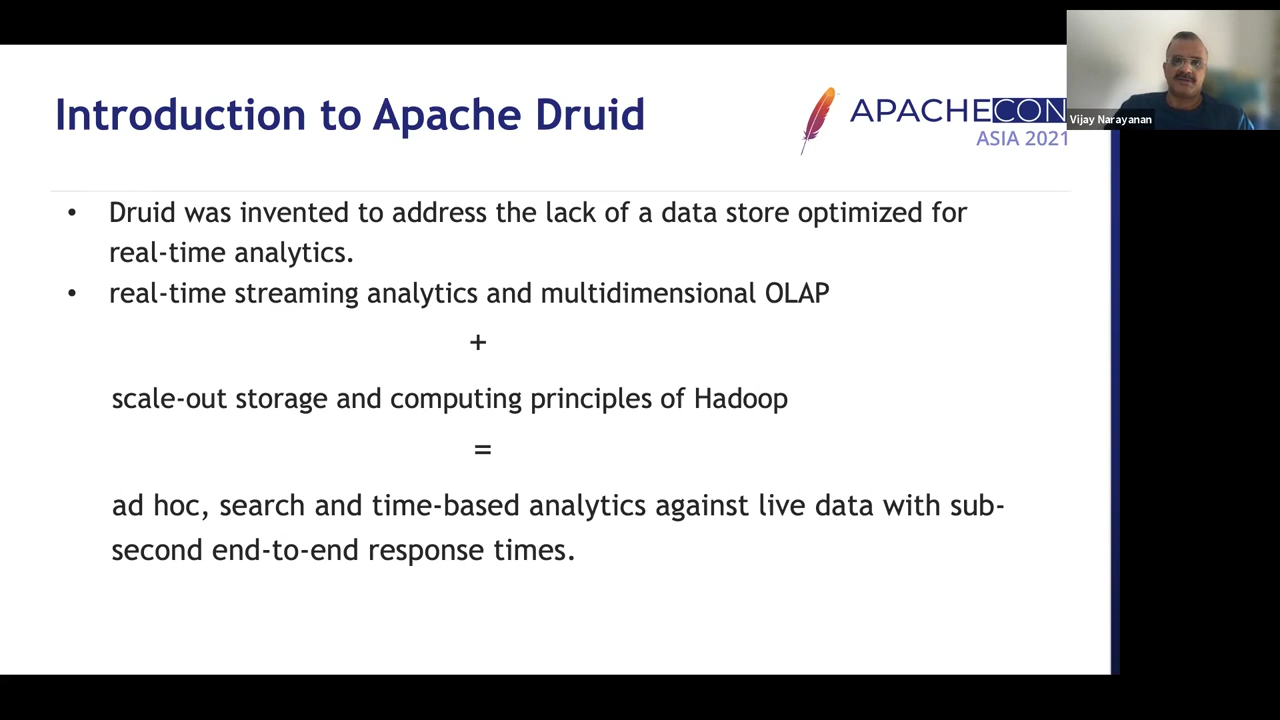 Introduction to Apache Druid
APACHECON
ASIA 2021
Vijay Narayanan
• Druid was invented to address the lack of a data store optimized for
real-time analytics.
• real-time streaming analytics and multidimensional OLAP
+
scale-out storage and computing principles of Hadoop
=
ad hoc, search and time-based analytics against live data with sub-
second end-to-end response times.